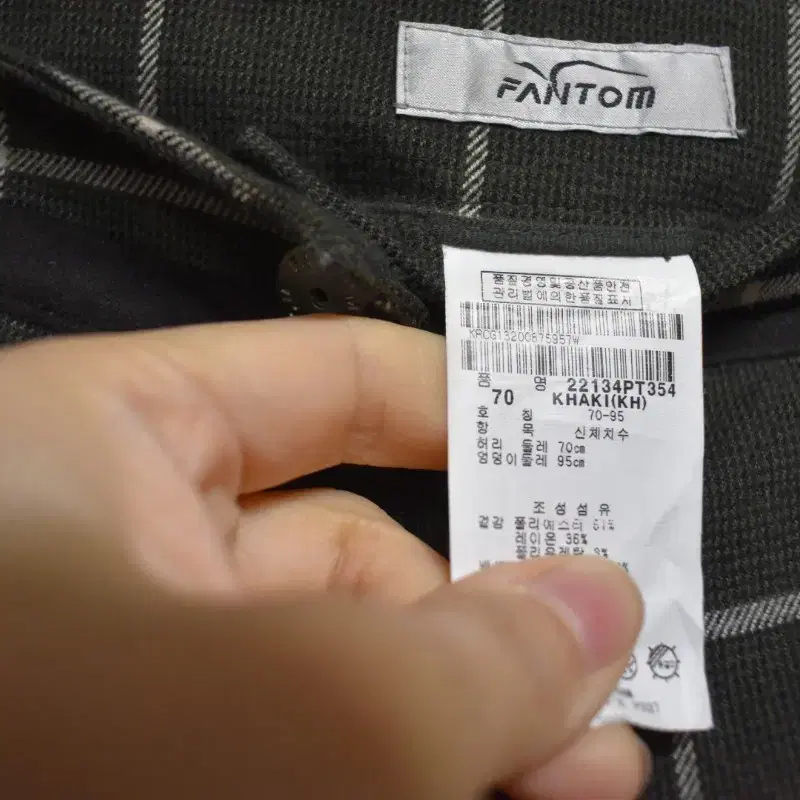 FANTOM
품질경영및공산품안전
관리법에의한품질표시
KRCG13200875957W
품 명 22134PT354
70 KHAKI(KH)
호 칭 70-95
항 목 신체치수
허리 둘레 70cm
엉덩이둘레 95cm
조성섬유
겉감 폴리에스터 61%
레이온 36%
폴리우레탄 3%